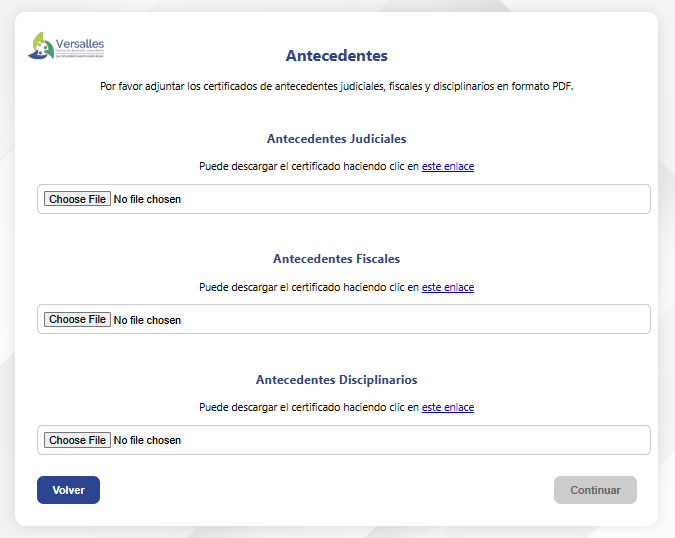 Versalles
Antecedentes
Por favor adjuntar los certificados de antecedentes judiciales, fiscales y disciplinarios en formato PDF.
Antecedentes Judiciales
Puede descargar el certificado haciendo clic en este enlace
Choose File No file chosen
Antecedentes Fiscales
Puede descargar el certificado haciendo clic en este enlace
Choose File No file chosen
Antecedentes Disciplinarios
Puede descargar el certificado haciendo clic en este enlace
Choose File No file chosen
Volver
Continuar